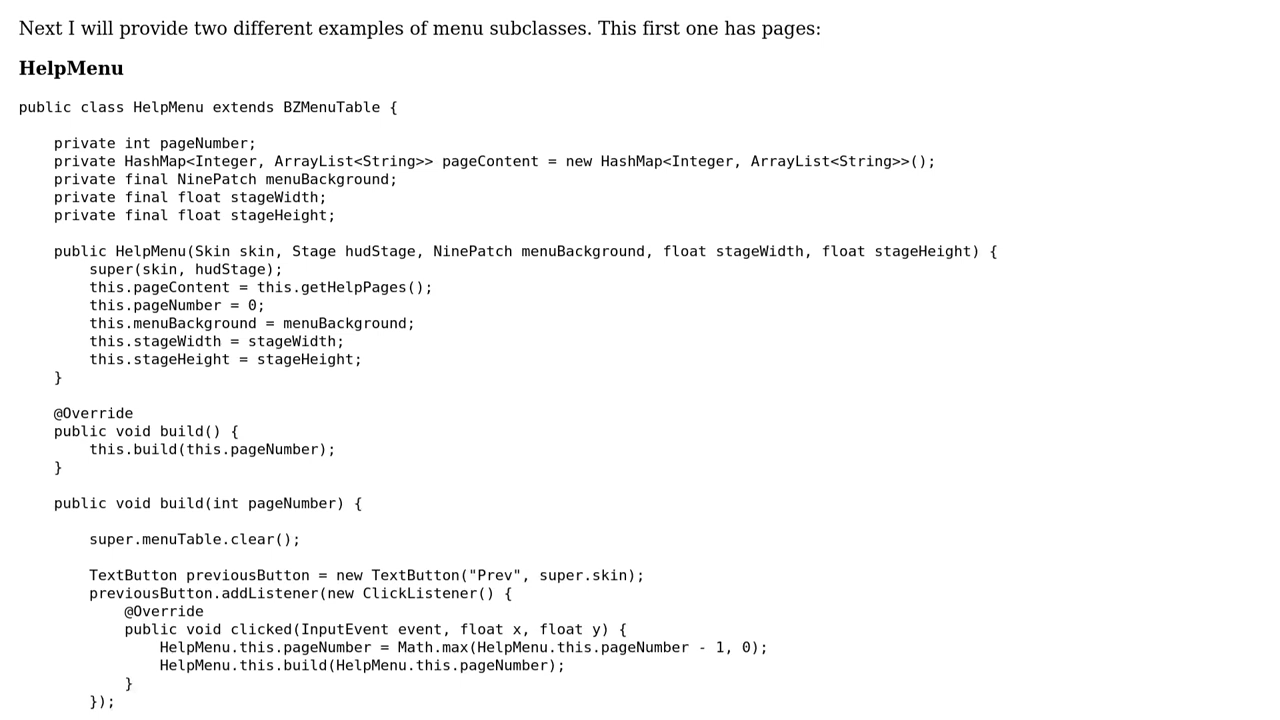 Next I will provide two different examples of menu subclasses. This first one has pages:
HelpMenu
public class HelpMenu extends BZMenuTable {
    private int pageNumber;
    private HashMap<Integer, ArrayList<String>> pageContent = new HashMap<Integer, ArrayList<String>>();
    private final NinePatch menuBackground;
    private final float stageWidth;
    private final float stageHeight;
    public HelpMenu(Skin skin, Stage hudStage, NinePatch menuBackground, float stageWidth, float stageHeight) {
        super(skin, hudStage);
        this.pageContent = this.getHelpPages();
        this.pageNumber = 0;
        this.menuBackground = menuBackground;
        this.stageWidth = stageWidth;
        this.stageHeight = stageHeight;
    }
    @Override
    public void build() {
        this.build(this.pageNumber);
    }
    public void build(int pageNumber) {
        super.menuTable.clear();
        TextButton previousButton = new TextButton("Prev", super.skin);
        previousButton.addListener(new ClickListener() {
            @Override
            public void clicked(InputEvent event, float x, float y) {
                HelpMenu.this.pageNumber = Math.max(HelpMenu.this.pageNumber - 1, 0);
                HelpMenu.this.build(HelpMenu.this.pageNumber);
            }
        });